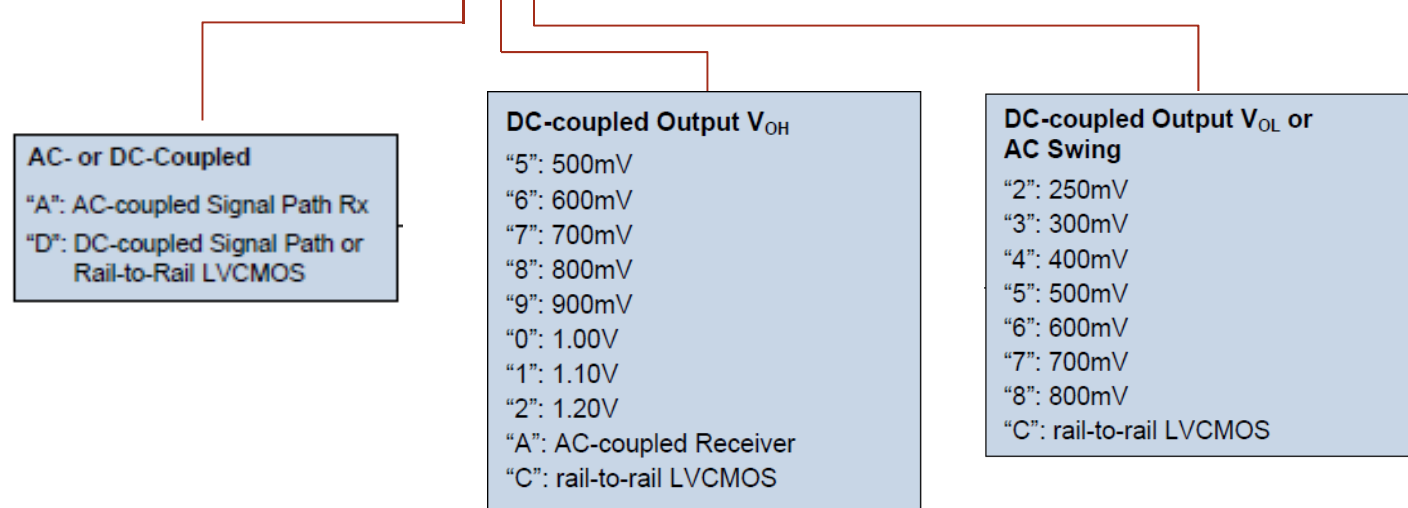 AC- or DC-Coupled
“A”: AC-coupled Signal Path Rx
“D”: DC-coupled Signal Path or
Rail-to-Rail LVCMOS
DC-coupled Output VOH
“5”: 500mV
“6”: 600mV
“7”: 700mV
“8”: 800mV
“9”: 900mV
“0”: 1.00V
“1”: 1.10V
“2”: 1.20V
“A”: AC-coupled Receiver
“C”: rail-to-rail LVCMOS
DC-coupled Output VOL or
AC Swing
“2”: 250mV
“3”: 300mV
“4”: 400mV
“5”: 500mV
“6”: 600mV
“7”: 700mV
“8”: 800mV
“C”: rail-to-rail LVCMOS